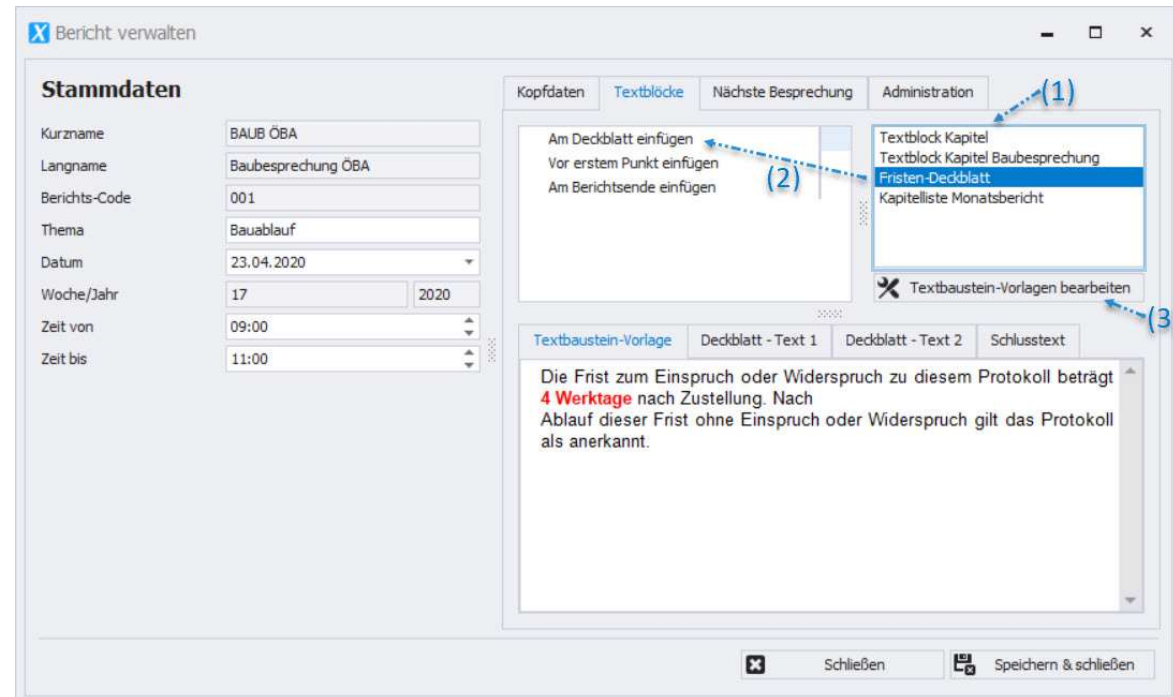 Bericht verwalten
Stammdaten
Kurzname BAUB ÖBA
Langname Baubesprechung ÖBA
Berichts-Code 001
Thema Bauablauf
Datum 23.04.2020
Woche/Jahr 17 2020
Zeit von 09:00
Zeit bis 11:00
Kopfdaten Textblöcke Nächste Besprechung Administration
(1)
Am Deckblatt einfügen
Vor erstem Punkt einfügen
Am Berichtsende einfügen
(2)
Textblock Kapitel
Textblock Kapitel Baubesprechung
Fristen-Deckblatt
Kapitelliste Monatsbericht
Textbaustein-Vorlagen bearbeiten
(3
Textbaustein-Vorlage Deckblatt - Text 1 Deckblatt - Text 2 Schlusstext
Die Frist zum Einspruch oder Widerspruch zu diesem Protokoll beträgt
4 Werktage nach Zustellung. Nach
Ablauf dieser Frist ohne Einspruch oder Widerspruch gilt das Protokoll
als anerkannt.
Schließen Speichern & schließen